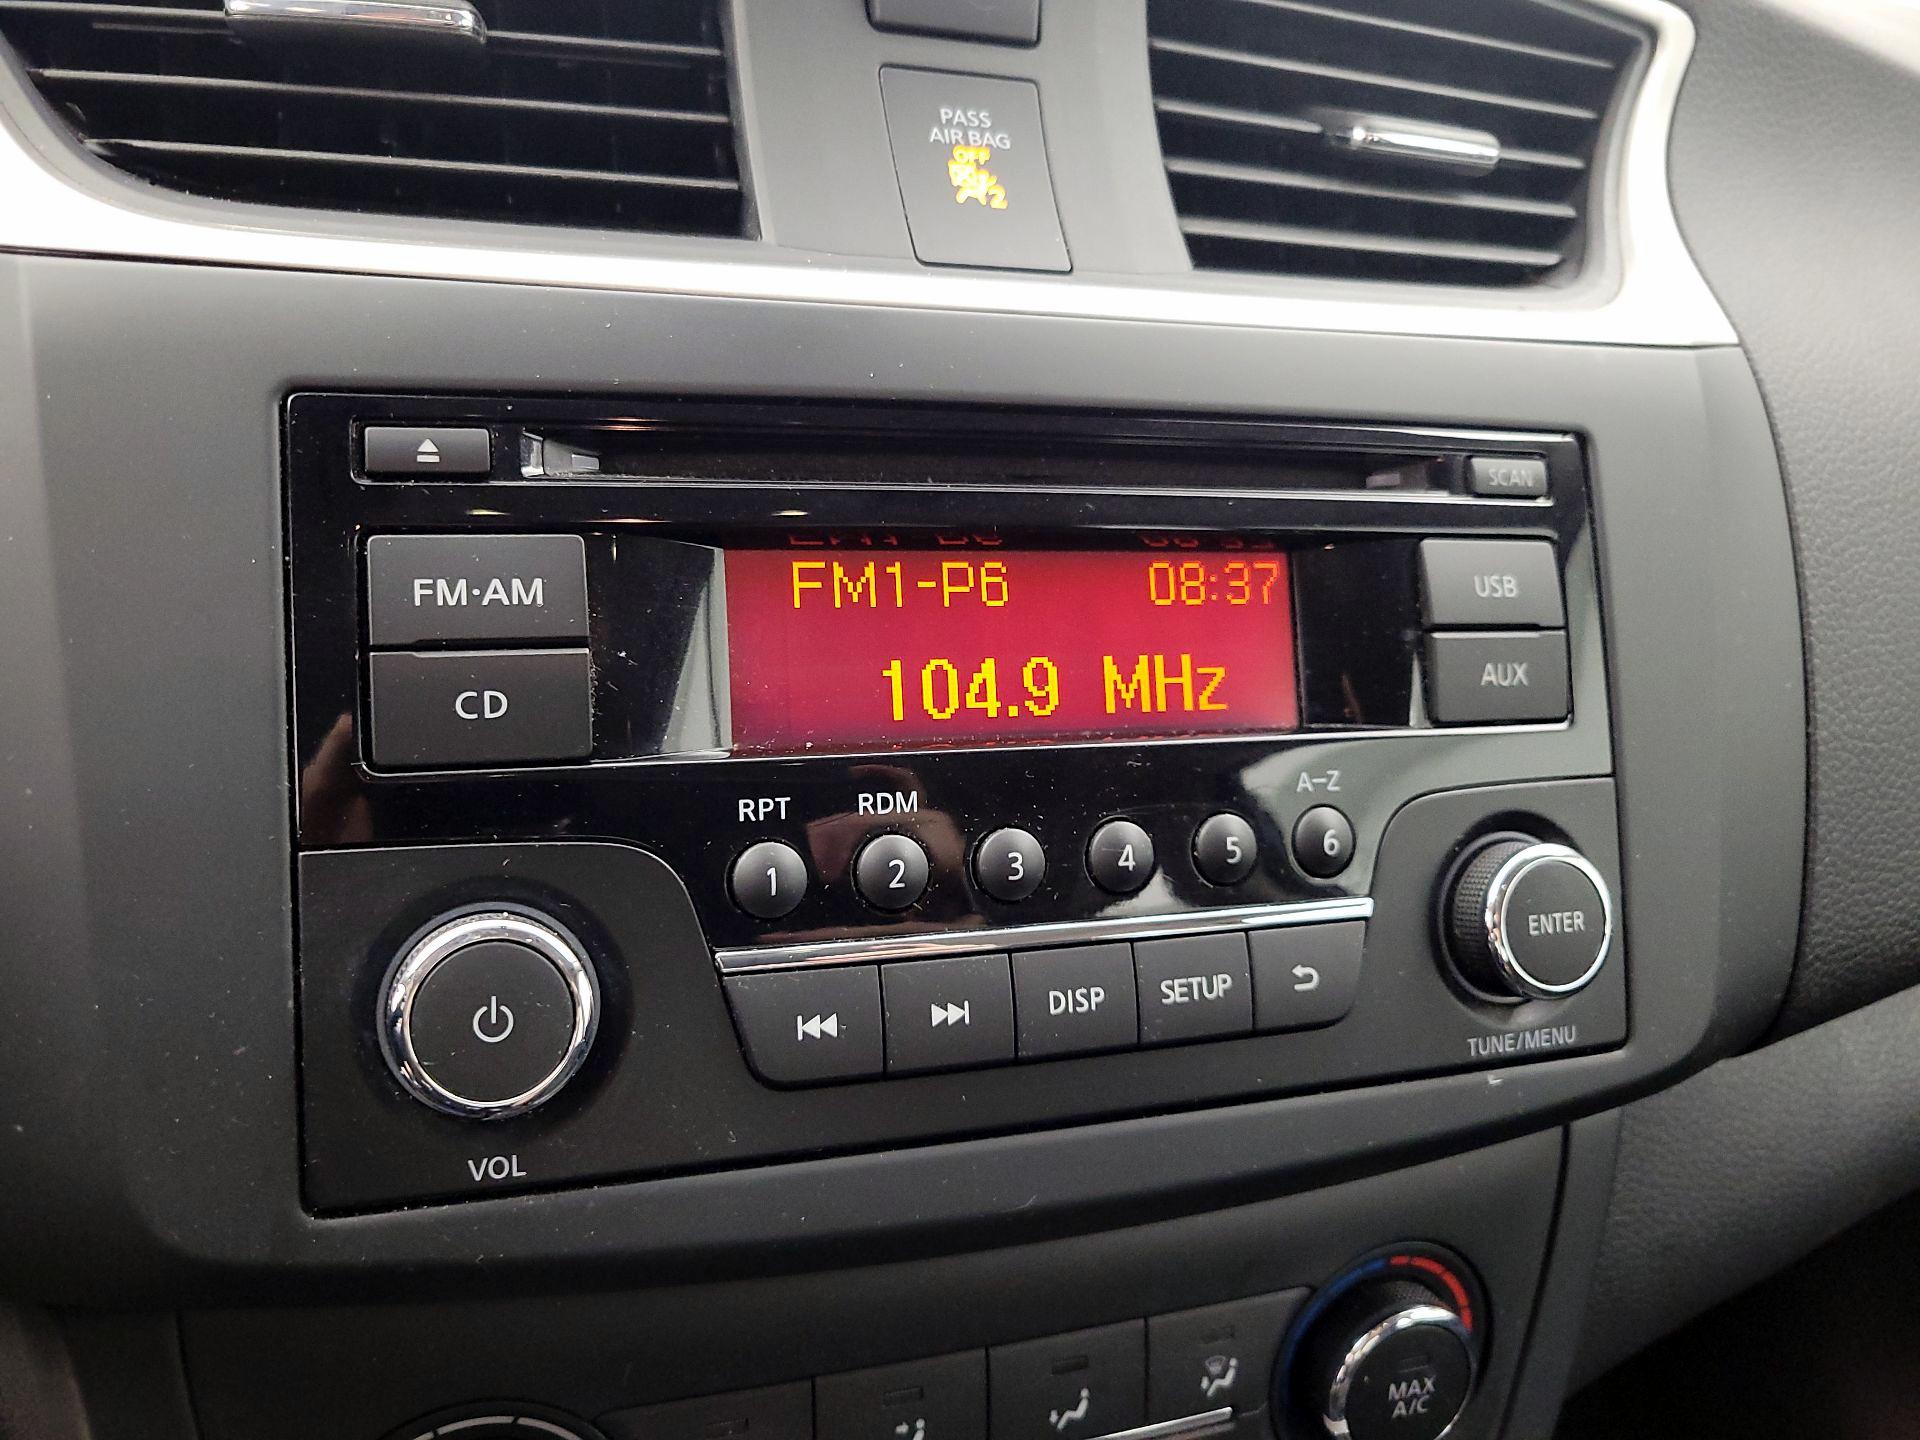 PASS
AIR BAG
OFF
2
SCAN
FM·AM
FM1-P6 08:37
USB
CD
104.9 MHz
AUX
RPT RDM A-Z
1 2 3 4 5 6
ENTER
DISP SETUP
TUNE/MENU
VOL
MAX
A/C